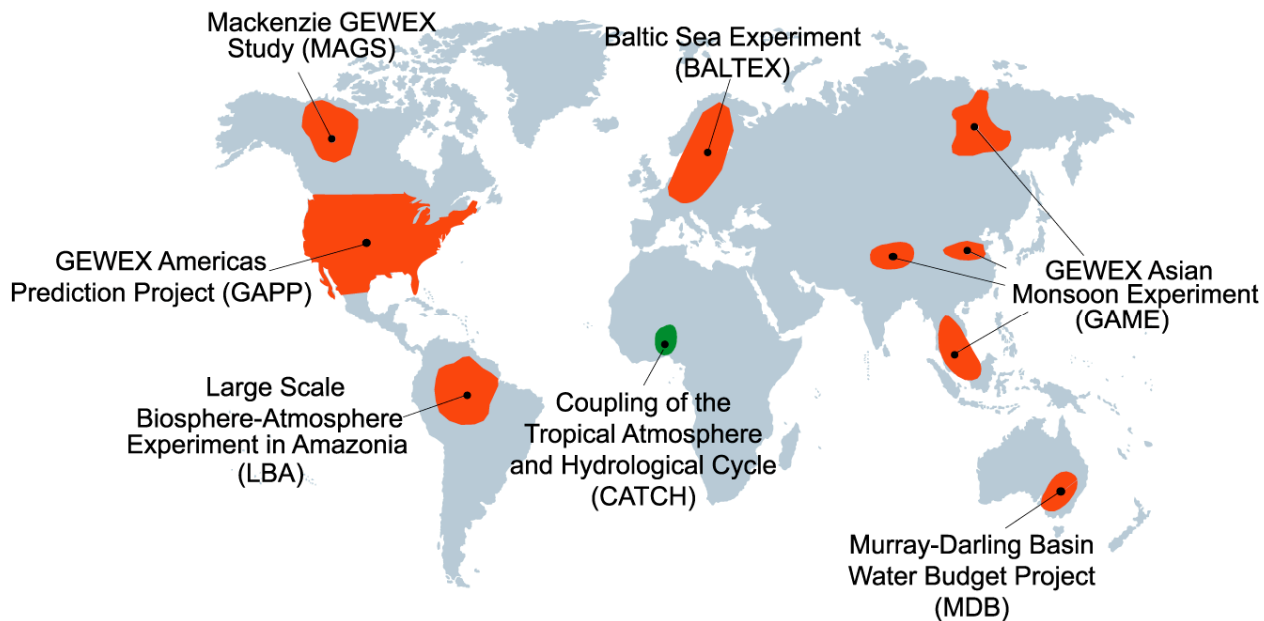 Mackenzie GEWEX
Study (MAGS)
Baltic Sea Experiment
(BALTEX)
GEWEX Americas
Prediction Project (GAPP)
GEWEX Asian
Monsoon Experiment
(GAME)
Large Scale
Biosphere-Atmosphere
Experiment in Amazonia
(LBA)
Coupling of the
Tropical Atmosphere
and Hydrological Cycle
(CATCH)
Murray-Darling Basin
Water Budget Project
(MDB)